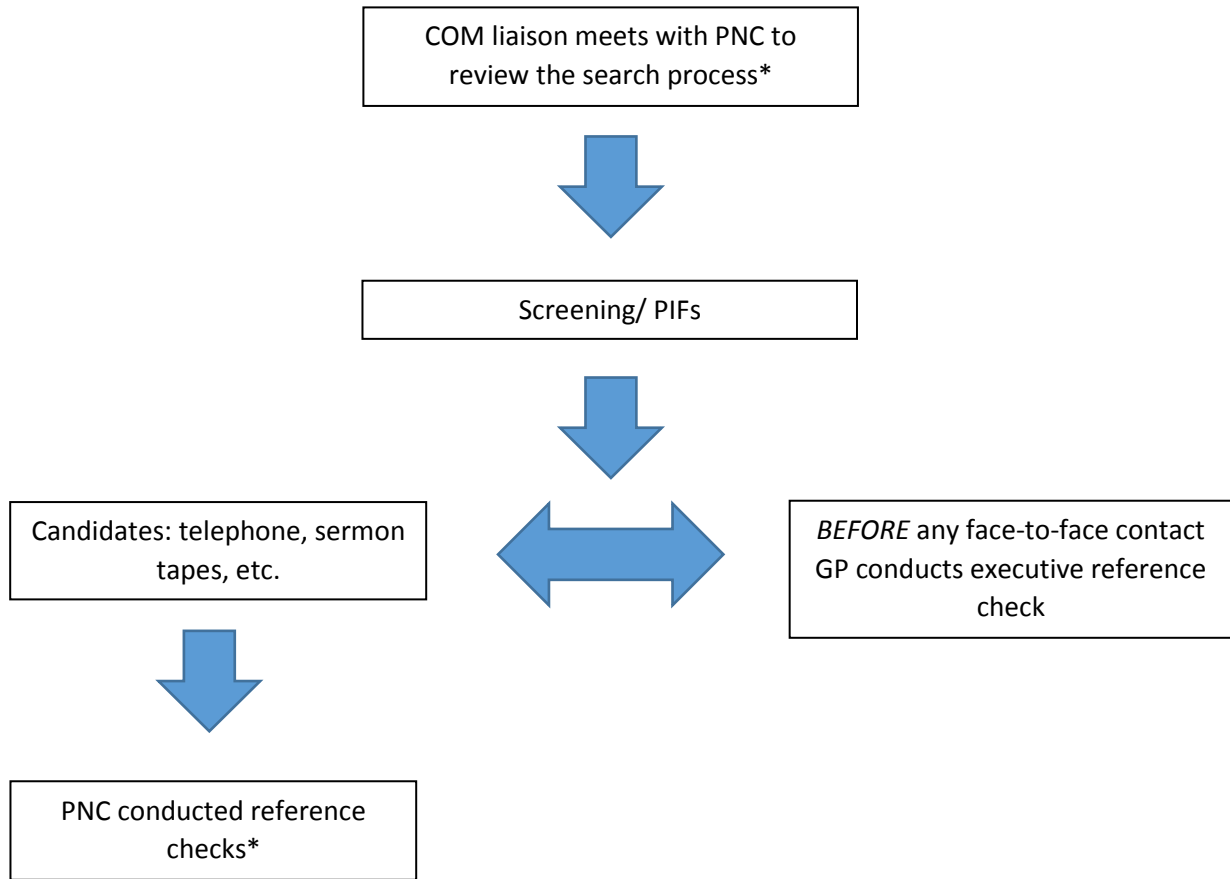 COM liaison meets with PNC to
review the search process*
Screening/ PIFs
Candidates: telephone, sermon
tapes, etc.
BEFORE any face-to-face contact
GP conducts executive reference
check
PNC conducted reference
checks*